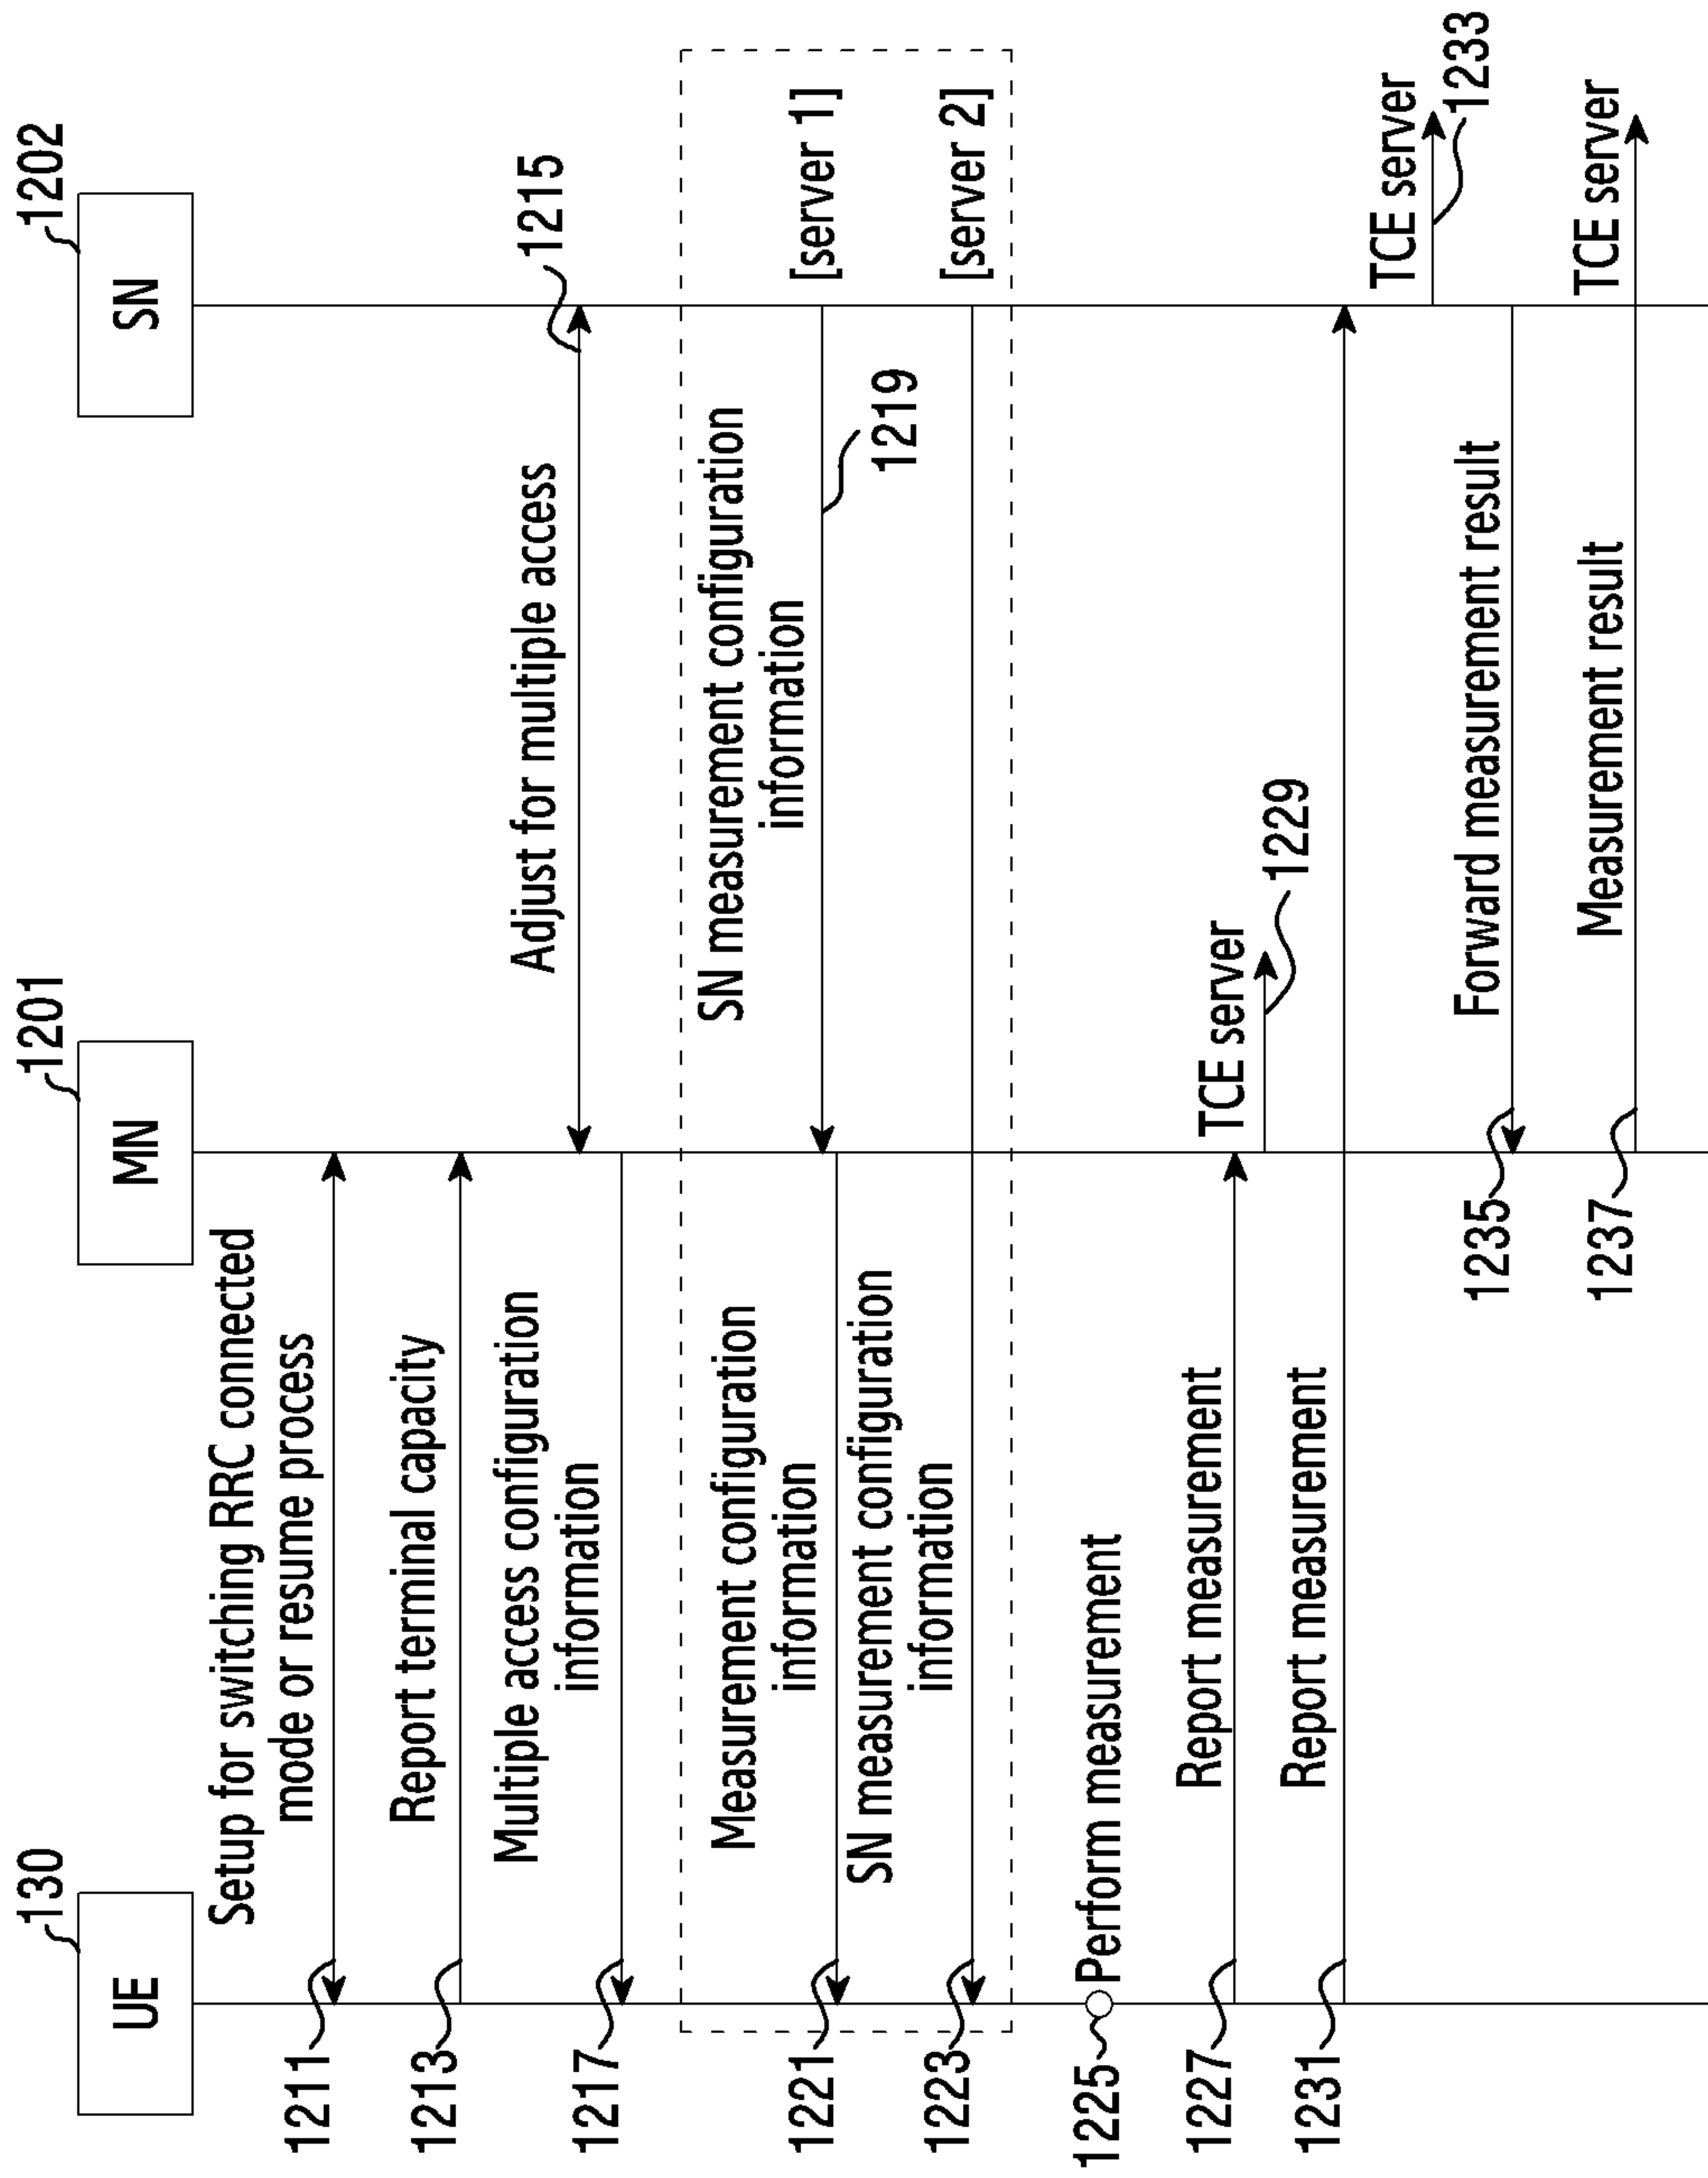 130
1201
1202
UE
MN
SN
Setup for switching RRC connected
mode or resume process
1211
Report terminal capacity
1213
Adjust for multiple access
1215
Multiple access configuration
information
1217
SN measurement configuration
information
[server 1]
1219
Measurement configuration
information
1221
SN measurement configuration
information
[server 2]
1223
Perform measurement
1225
Report measurement
1227
TCE server
1229
Report measurement
1231
TCE server
1233
Forward measurement result
1235
Measurement result
TCE server
1237